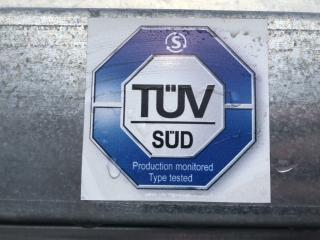 S
TÜV
SÜD
Production monitored
Type tested